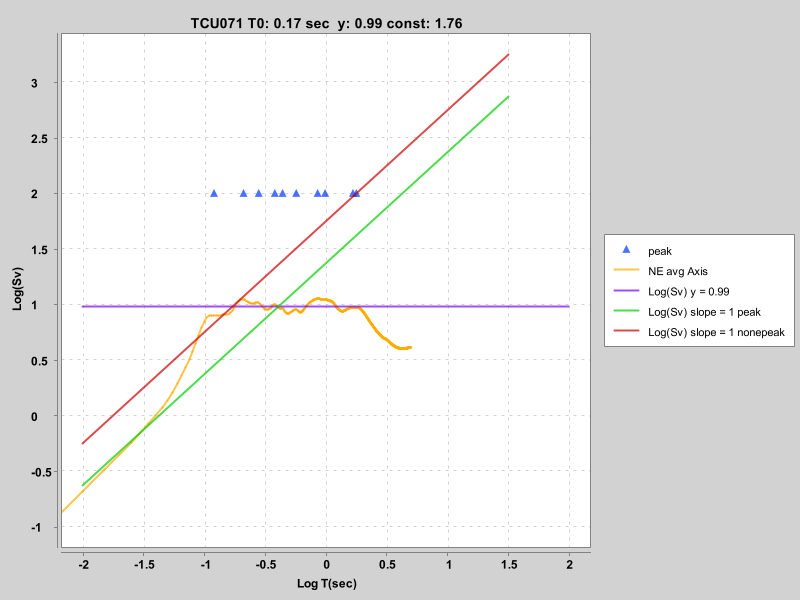 TCU071 T0: 0.17 sec  y: 0.99 const: 1.76
3
2.5
2
1.5
1
0.5
0
-0.5
-1
Log(Sv)
-2
-1.5
-1
-0.5
0
0.5
1
1.5
2
Log T(sec)
peak
NE avg Axis
Log(Sv) y = 0.99
Log(Sv) slope = 1 peak
Log(Sv) slope = 1 nonepeak